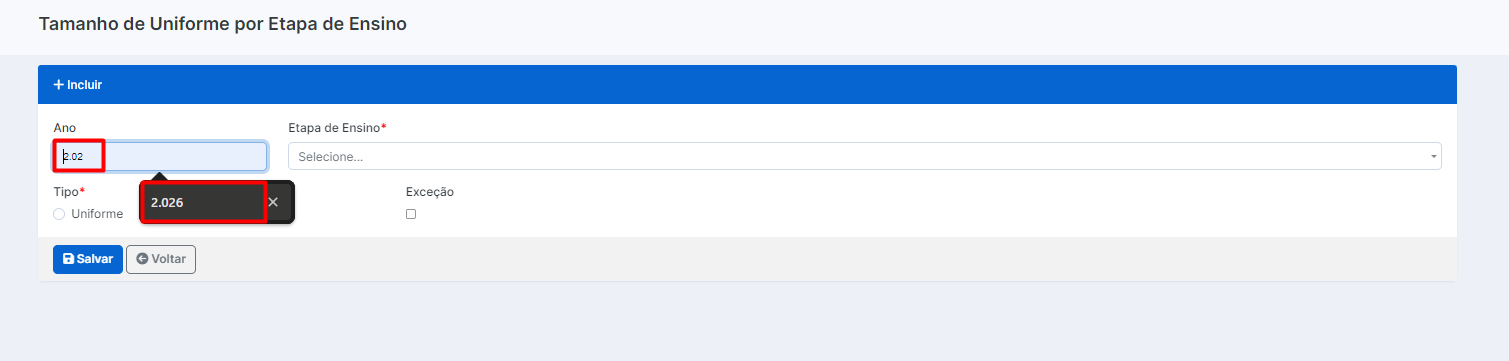 Tamanho de Uniforme por Etapa de Ensino
+ Incluir
Ano
Etapa de Ensino*
2.02
Selecione...
2.026
Tipo*
Exceção
Uniforme
Salvar
Voltar